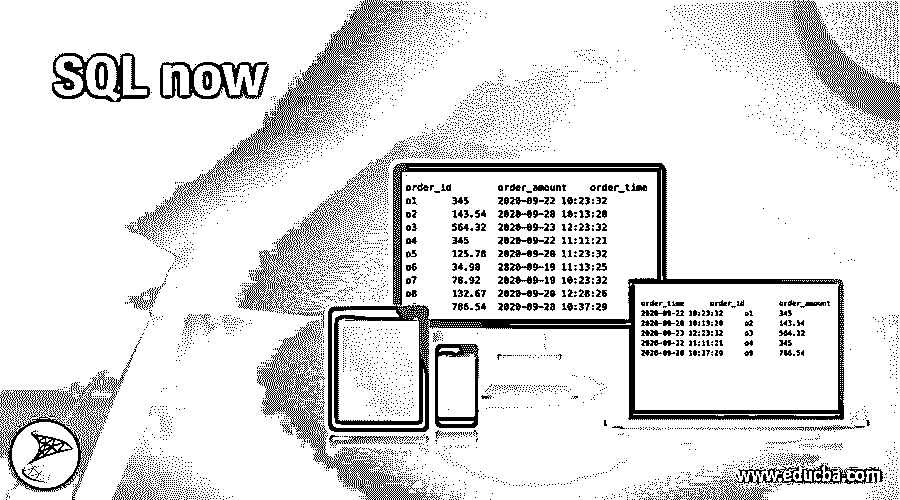 SQL now
order_id order_amount order_time
o1 345 2020-09-22 10:23:32
o2 143.54 2020-09-20 10:13:20
o3 564.32 2020-09-23 12:23:32
o4 345 2020-09-22 11:11:21
o5 125.78 2020-09-20 11:23:32
o6 34.98 2020-09-19 11:13:25
o7 78.92 2020-09-19 10:23:32
o8 132.67 2020-09-20 12:28:26
786.54 2020-09-20 10:37:29
order_time order_id order_amount
2020-09-22 10:23:32 o1 345
2020-09-20 10:13:20 o2 143.54
2020-09-23 12:23:32 o3 564.32
2020-09-22 11:11:21 o4 345
2020-09-20 10:37:29 o9 786.54
www.educba.com